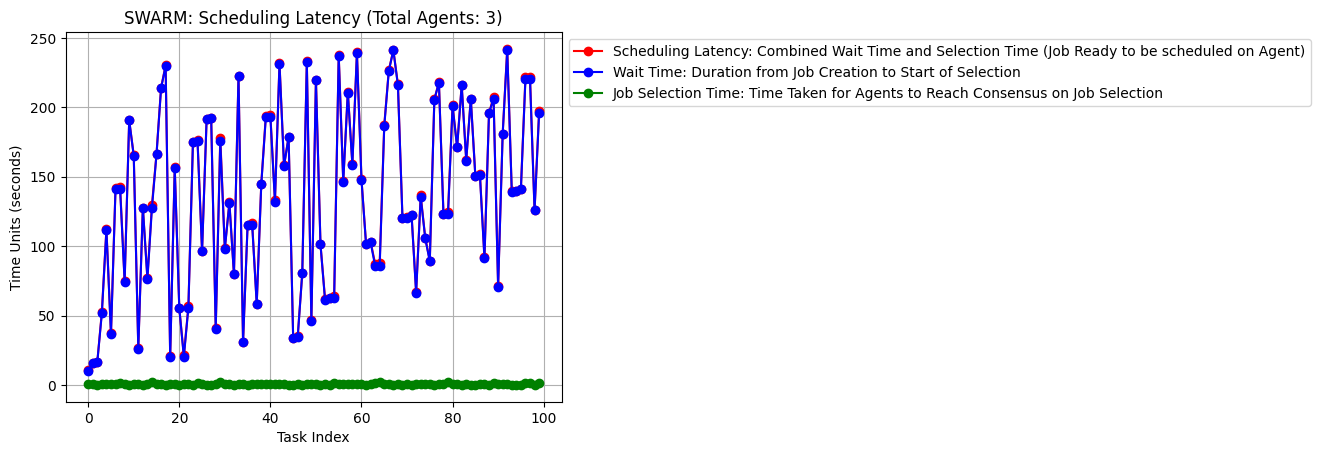 SWARM: Scheduling Latency (Total Agents: 3)
Scheduling Latency: Combined Wait Time and Selection Time (Job Ready to be scheduled on Agent)
Wait Time: Duration from Job Creation to Start of Selection
Job Selection Time: Time Taken for Agents to Reach Consensus on Job Selection
Time Units (seconds)
250
200
150
100
50
0
0 20 40 60 80 100
Task Index